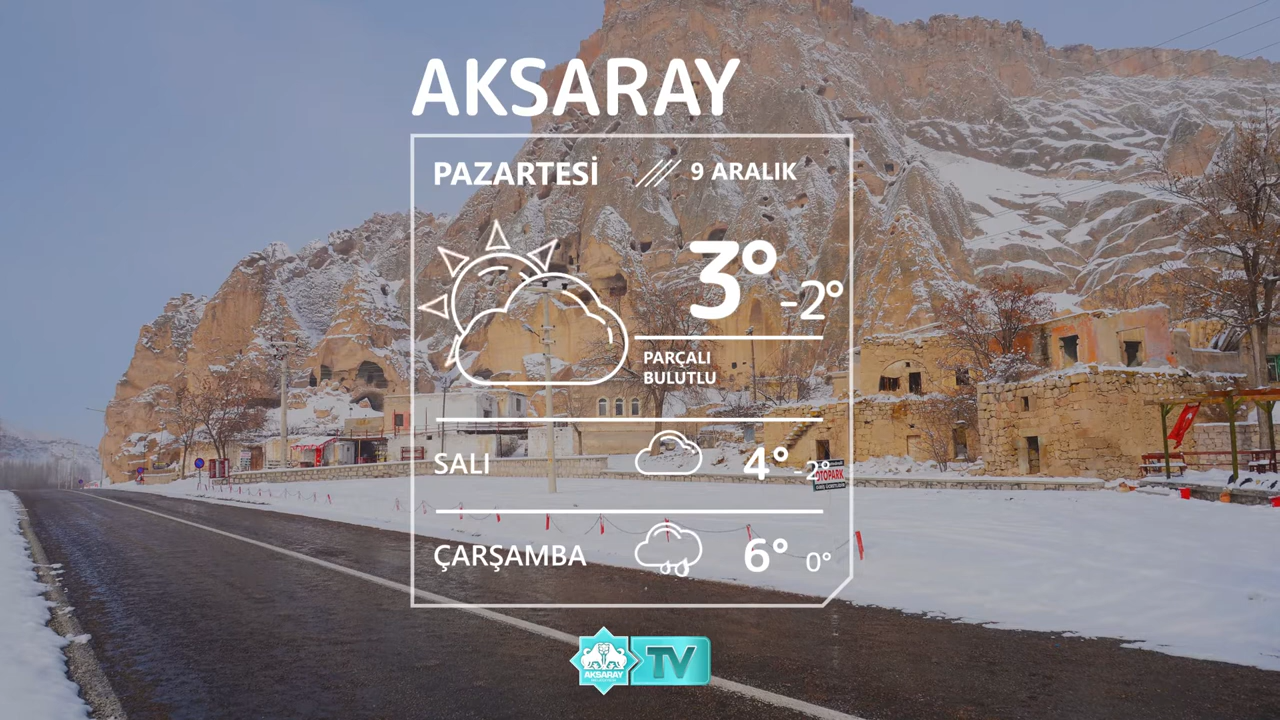 AKSARAY
PAZARTESİ 9 ARALIK
3° -2°
PARÇALI
BULUTLU
SALI 4° -2°
OTOPARK
ÇARŞAMBA 6° 0°
AKSARAY
TV